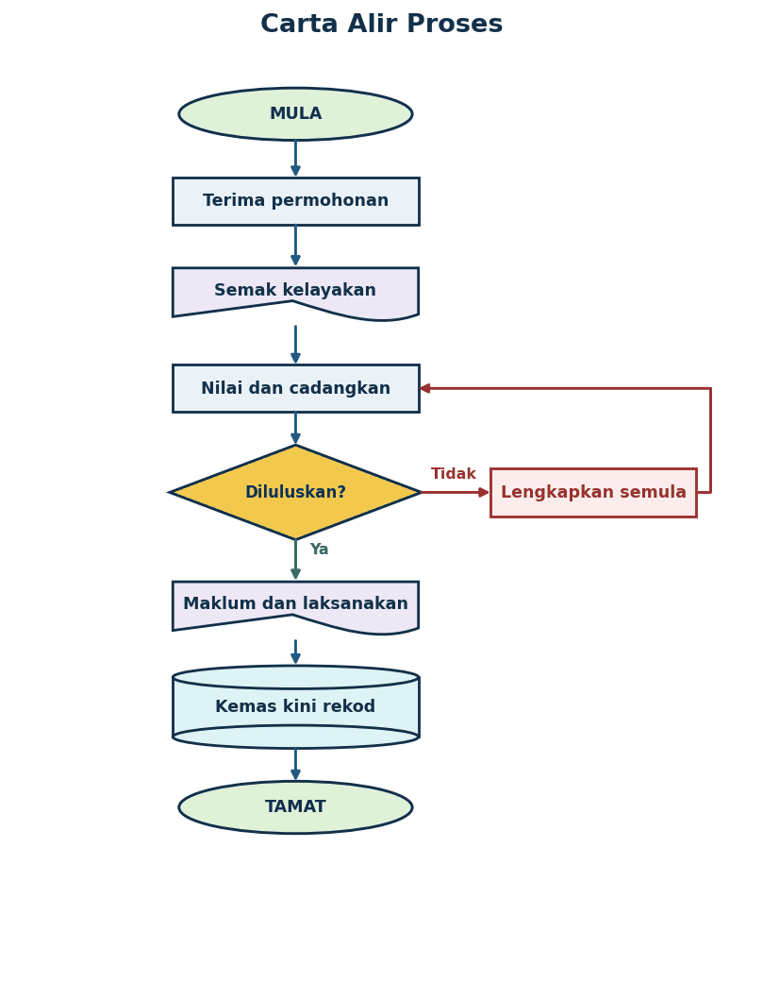 Carta Alir Proses
MULA
Terima permohonan
Semak kelayakan
Nilai dan cadangkan
Diluluskan?
Tidak
Lengkapkan semula
Ya
Maklum dan laksanakan
Kemas kini rekod
TAMAT